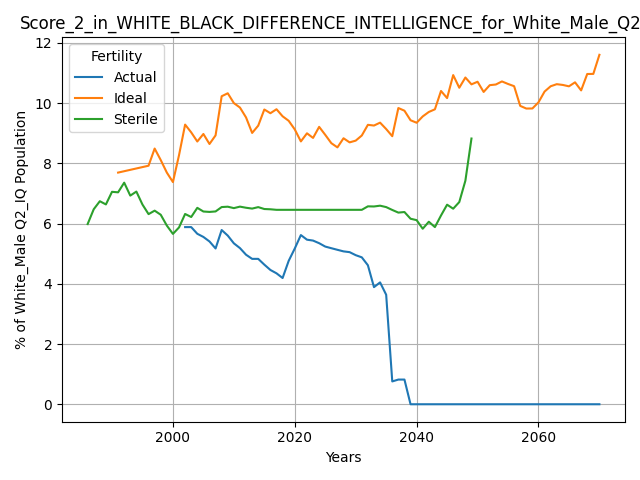 Score_2_in_WHITE_BLACK_DIFFERENCE_INTELLIGENCE_for_White_Male_Q2
Fertility
Actual
Ideal
Sterile
% of White_Male Q2_IQ Population
12
10
8
6
4
2
0
2000 2020 2040 2060
Years